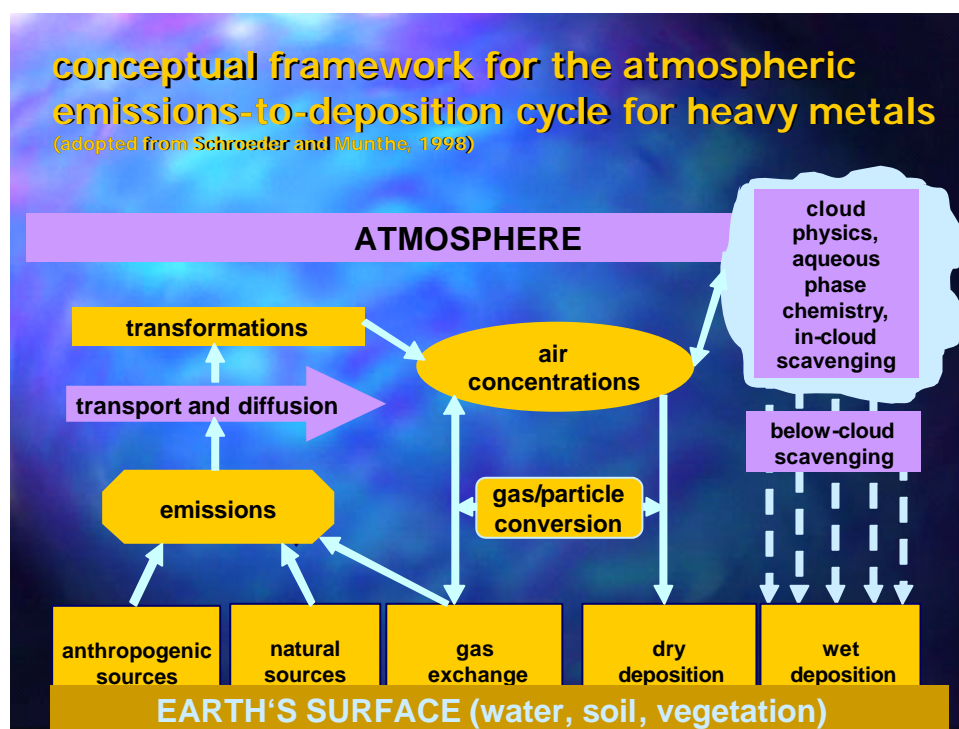 conceptual framework for the atmospheric
emissions-to-deposition cycle for heavy metals
(adopted from Schroeder and Munthe, 1998)
ATMOSPHERE
cloud
physics,
aqueous
phase
chemistry,
in-cloud
scavenging
transformations
air
concentrations
transport and diffusion
below-cloud
scavenging
emissions
gas/particle
conversion
anthropogenic
sources
natural
sources
gas
exchange
dry
deposition
wet
deposition
EARTH‘S SURFACE (water, soil, vegetation)